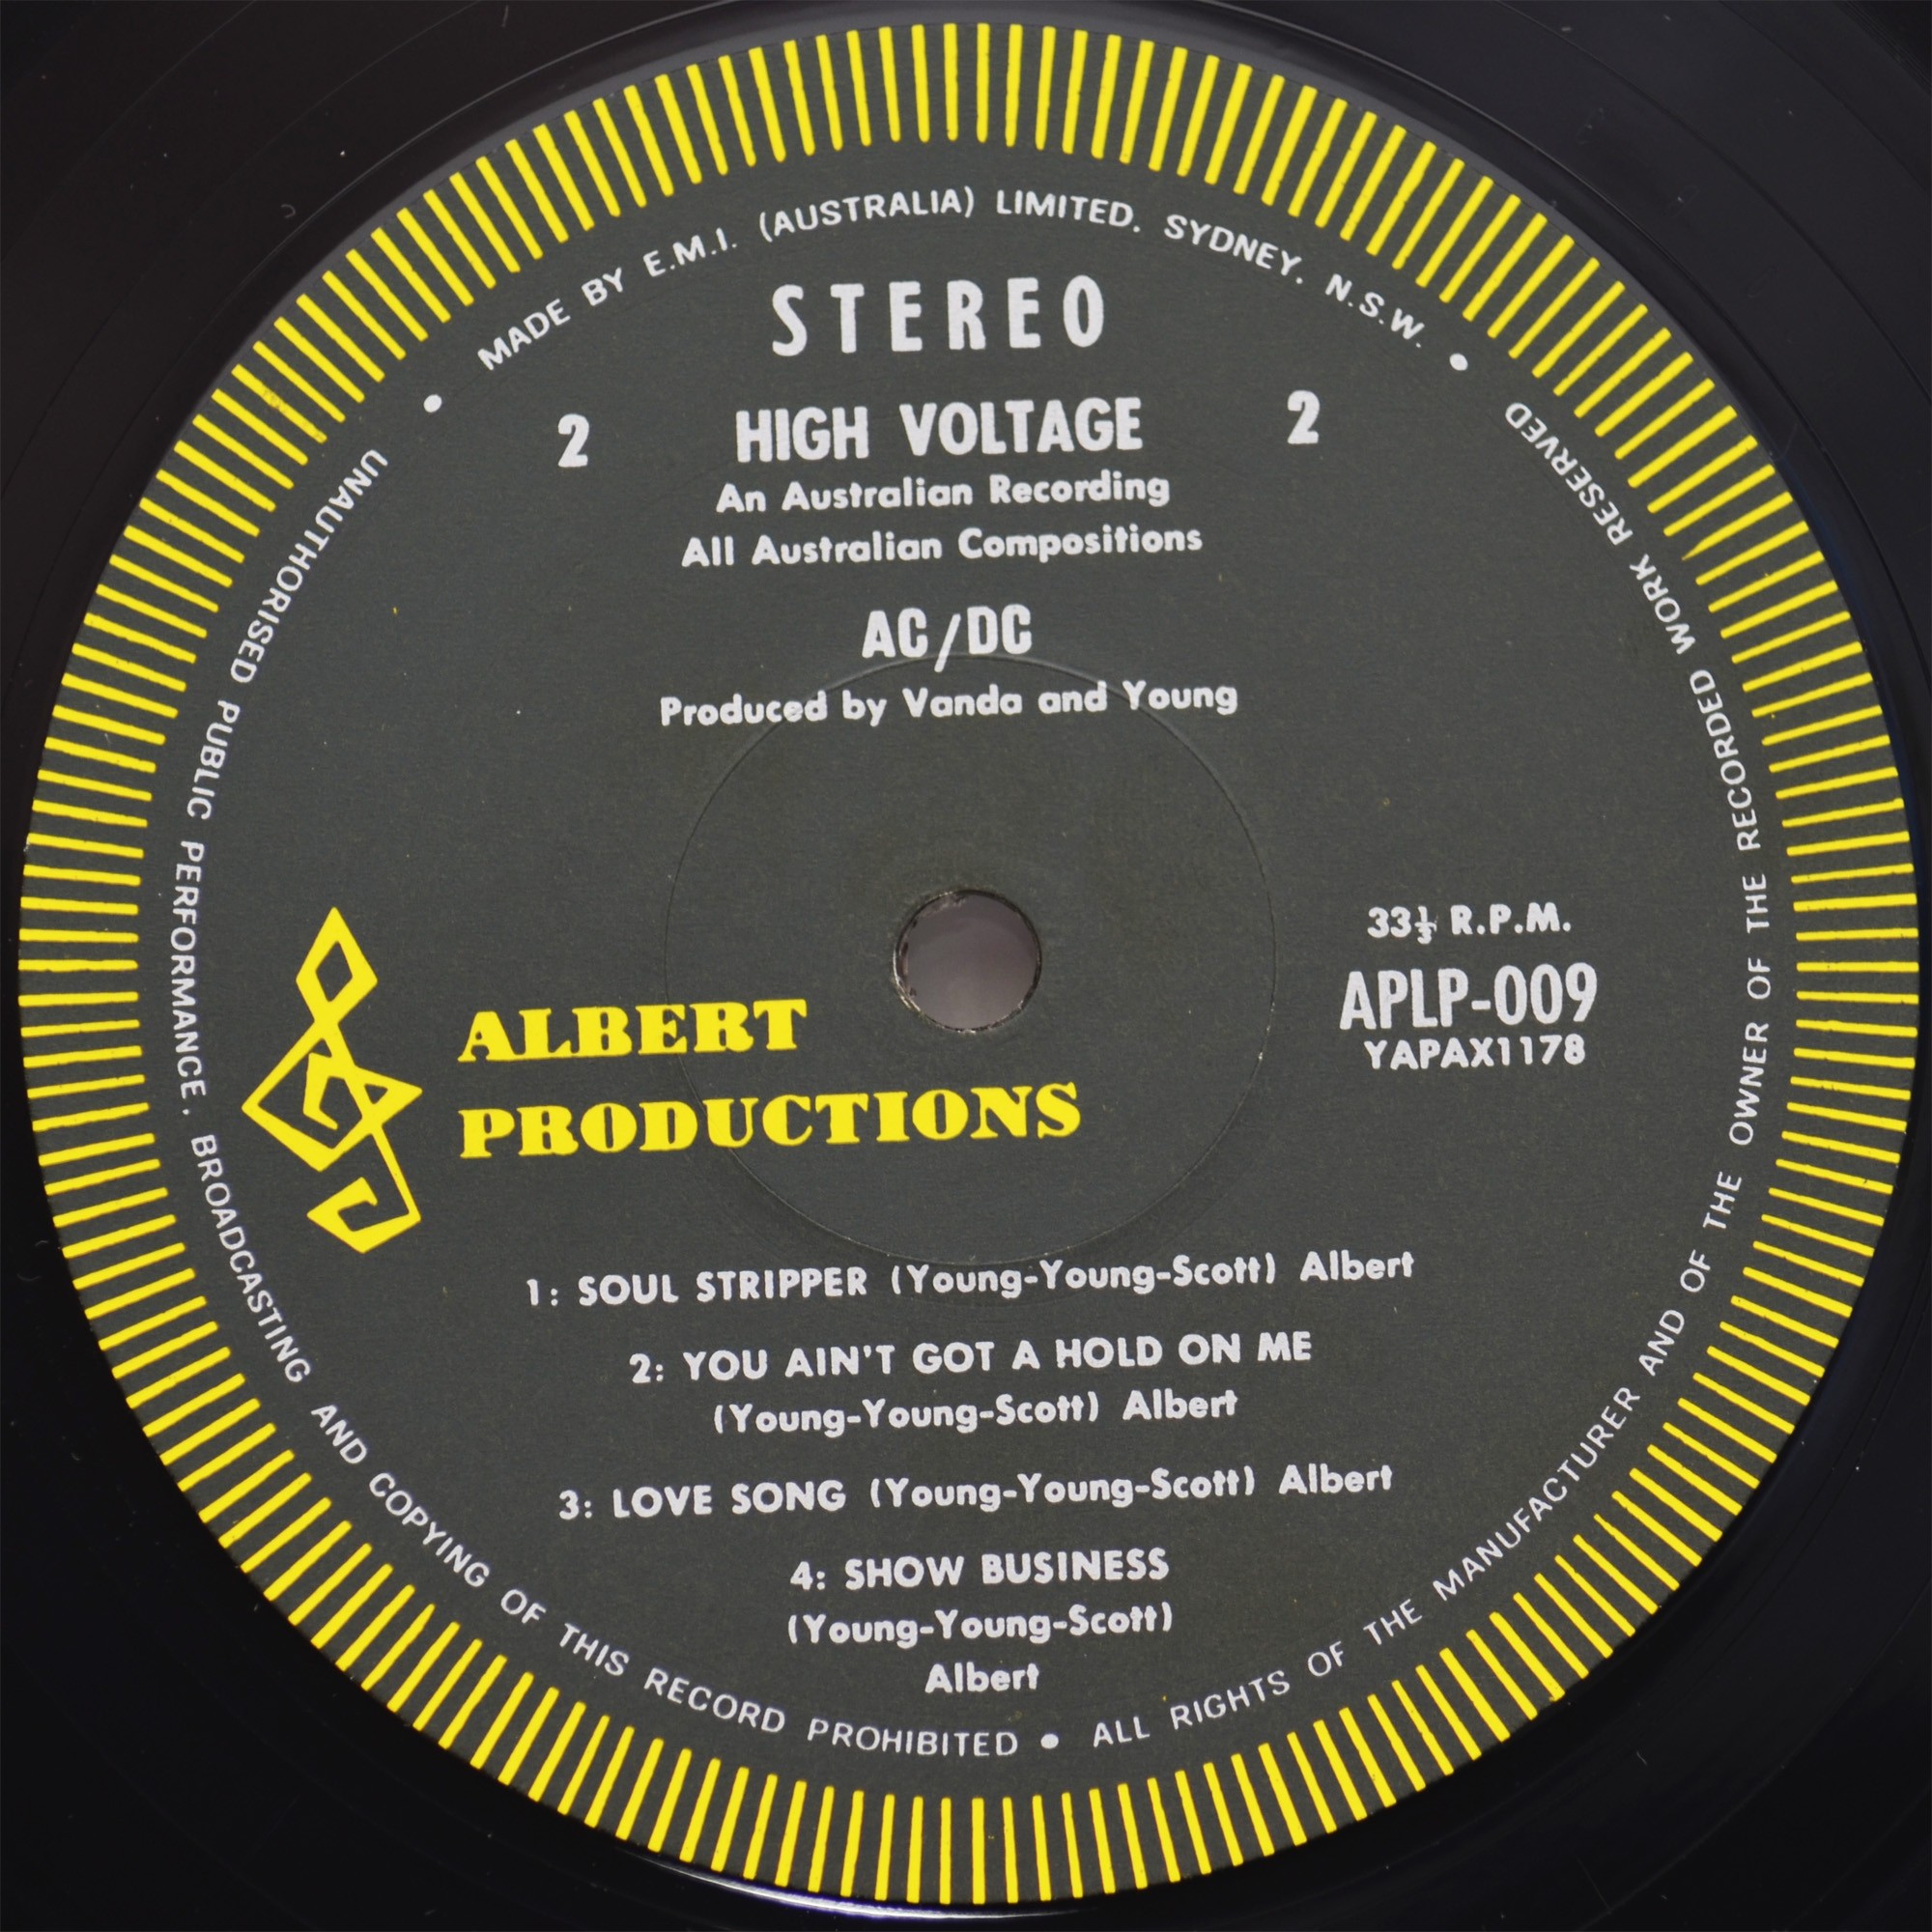 MADE BY E.M.I. (AUSTRALIA) LIMITED. SYDNEY. N.S.W. •
STEREO
2 HIGH VOLTAGE 2
An Australian Recording
All Australian Compositions
AC/DC
Produced by Vanda and Young
33⅓ R.P.M.
APLP-009
YAPAX1178
ALBERT
PRODUCTIONS
1: SOUL STRIPPER (Young-Young-Scott) Albert
2: YOU AIN'T GOT A HOLD ON ME
(Young-Young-Scott) Albert
3: LOVE SONG (Young-Young-Scott) Albert
4: SHOW BUSINESS
(Young-Young-Scott)
Albert
• UNAUTHORISED PUBLIC PERFORMANCE. BROADCASTING AND COPYING OF THIS RECORD PROHIBITED • ALL RIGHTS OF THE MANUFACTURER AND OF THE OWNER OF THE RECORDED WORK RESERVED